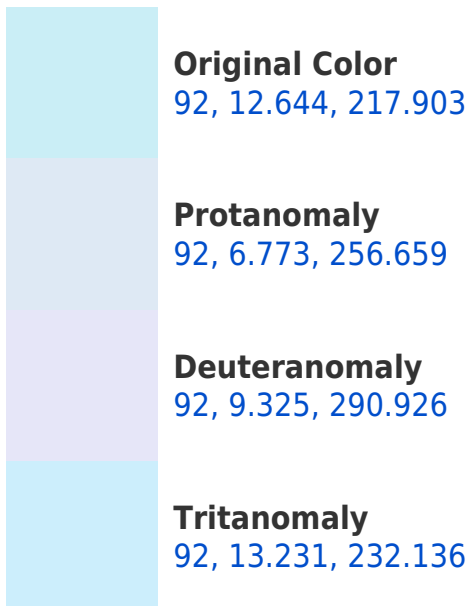 Original Color
92, 12.644, 217.903
Protanomaly
92, 6.773, 256.659
Deuteranomaly
92, 9.325, 290.926
Tritanomaly
92, 13.231, 232.136